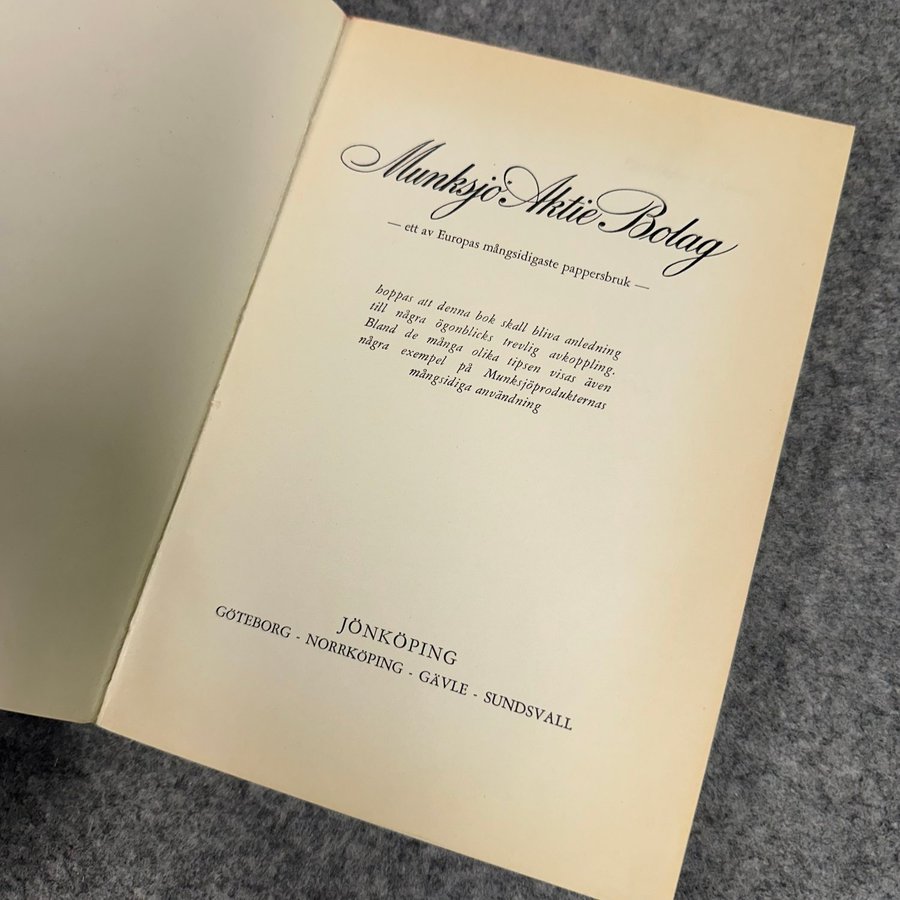 Munksjö Aktie Bolag
— ett av Europas mångsidigaste pappersbruk —
hoppas att denna bok skall bliva anledning
till några ögonblicks trevlig avkoppling.
Bland de många olika tipsen visas även
några exempel på Munksjöprodukternas
mångsidiga användning
JÖNKÖPING
GÖTEBORG - NORRKÖPING - GÄVLE - SUNDSVALL